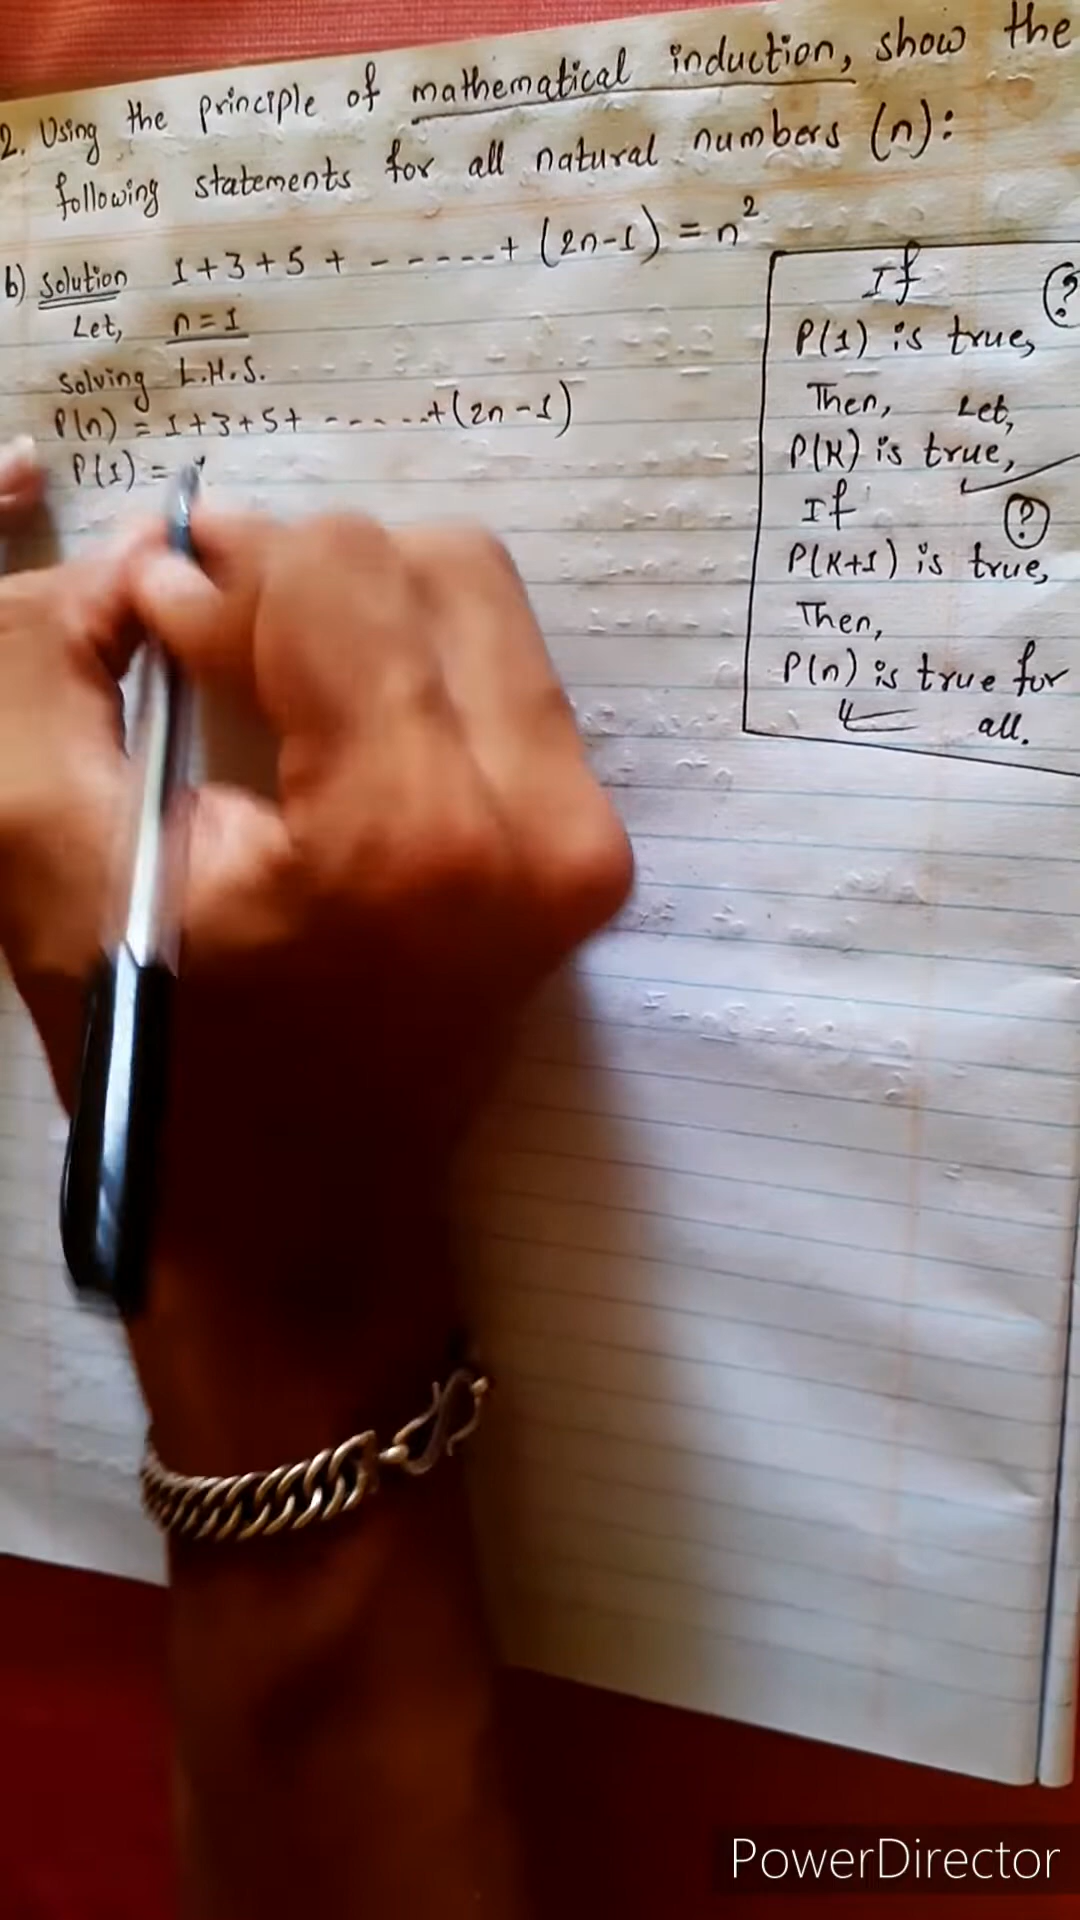 2. Using the principle of mathematical induction, show the
following statements for all natural numbers (n):
b) Solution 1+3+5+ - - - - - -+ (2n-1) = n²
Let, n=1
Solving L.H.S.
P(n) = 1+3+5+ - - - - - -+(2n-1)
P(1) =
If ?
P(1) is true,
Then, Let,
P(K) is true,
If ?
P(K+1) is true,
Then,
P(n) is true for
all.
PowerDirector